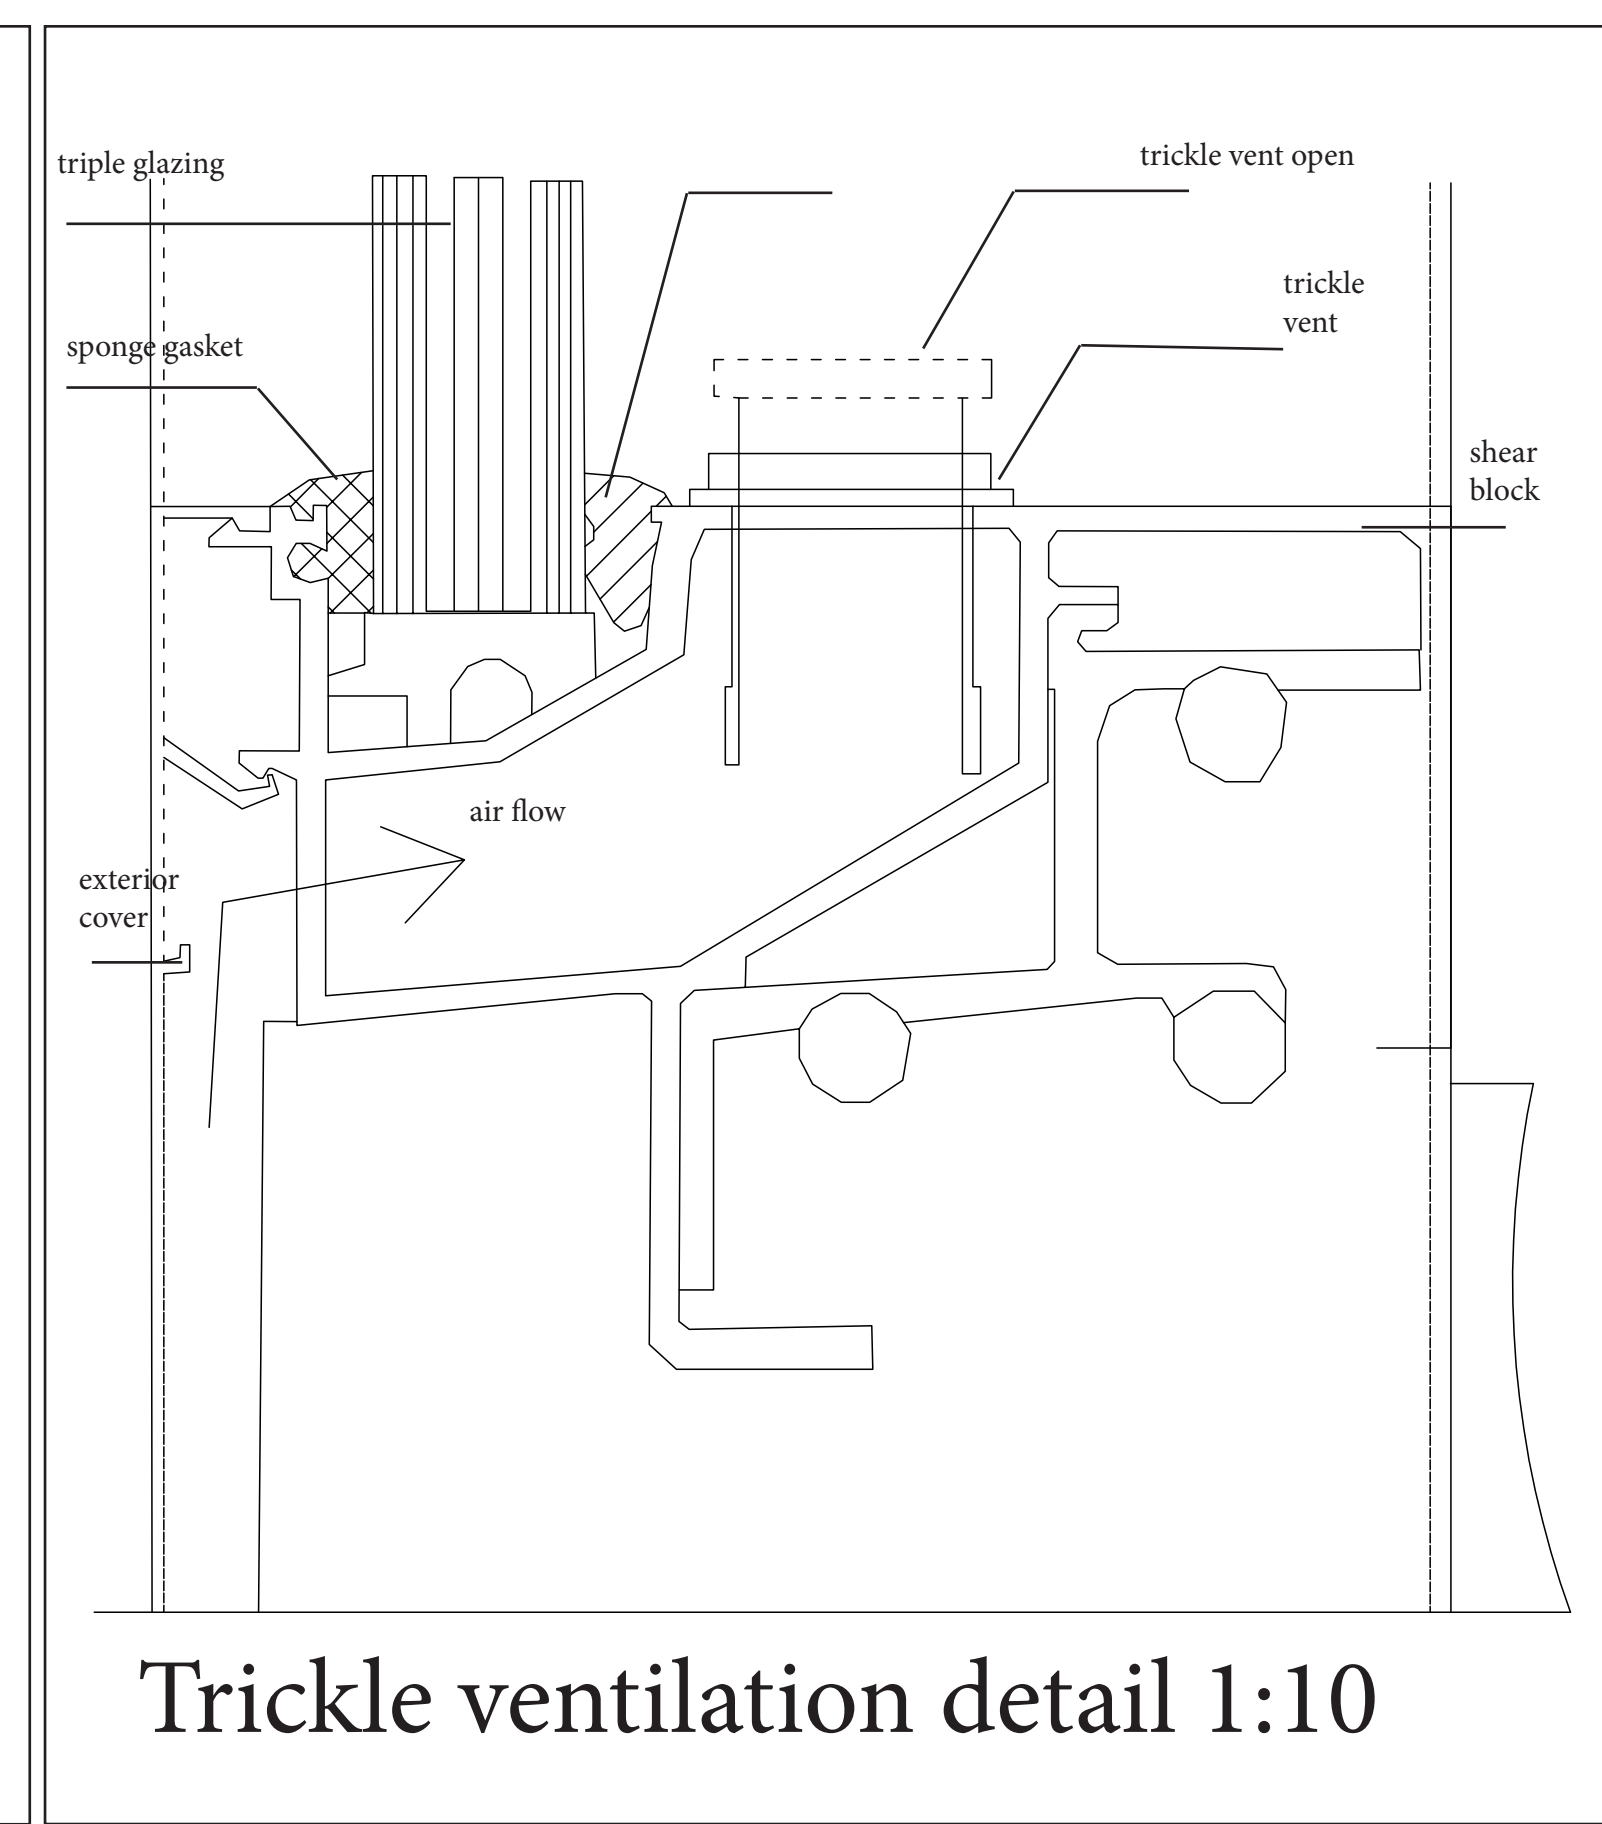 triple glazing
trickle vent open
trickle
vent
sponge gasket
shear
block
air flow
exterior
cover
Trickle ventilation detail 1:10